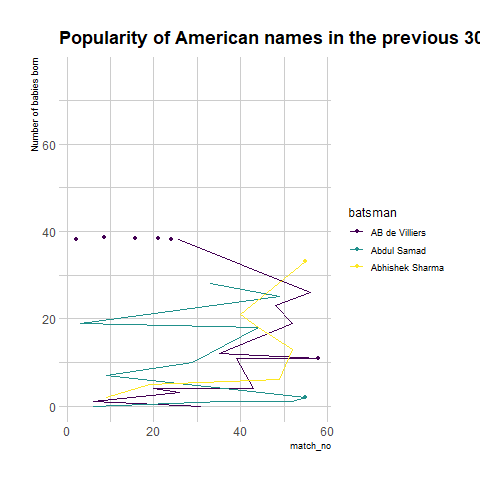 Popularity of American names in the previous 30
Number of babies born
60
40
20
0
0 20 40 60
match_no
batsman
AB de Villiers
Abdul Samad
Abhishek Sharma